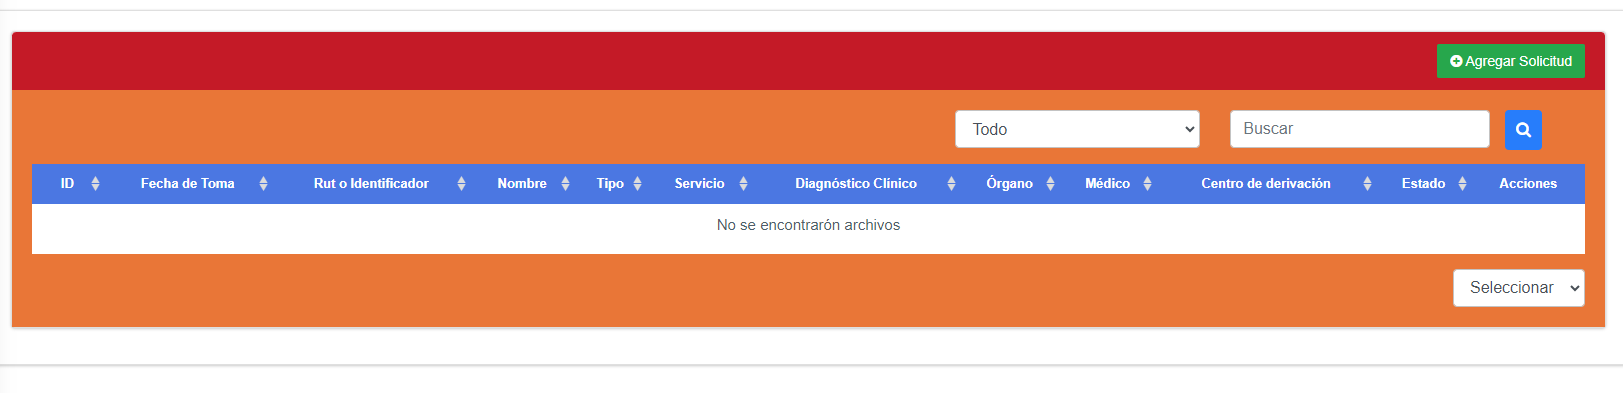 Agregar Solicitud
Todo Buscar
ID Fecha de Toma Rut o Identificador Nombre Tipo Servicio Diagnóstico Clínico Órgano Médico Centro de derivación Estado Acciones
No se encontrarón archivos
Seleccionar